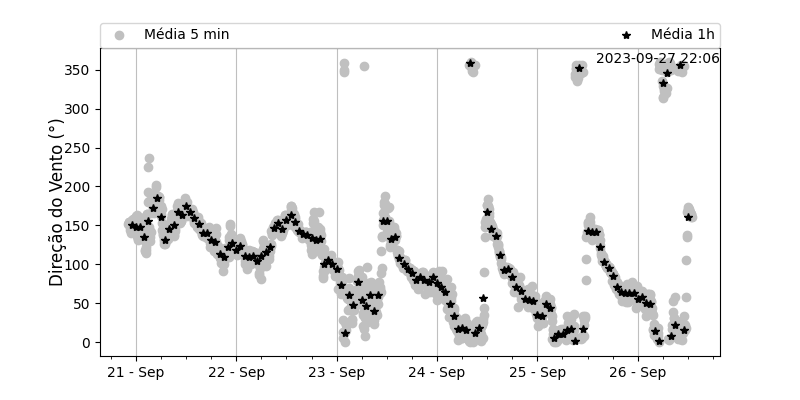 Média 5 min
Média 1h
2023-09-27 22:06
Direção do Vento (°)
350
300
250
200
150
100
50
0
21 - Sep
22 - Sep
23 - Sep
24 - Sep
25 - Sep
26 - Sep